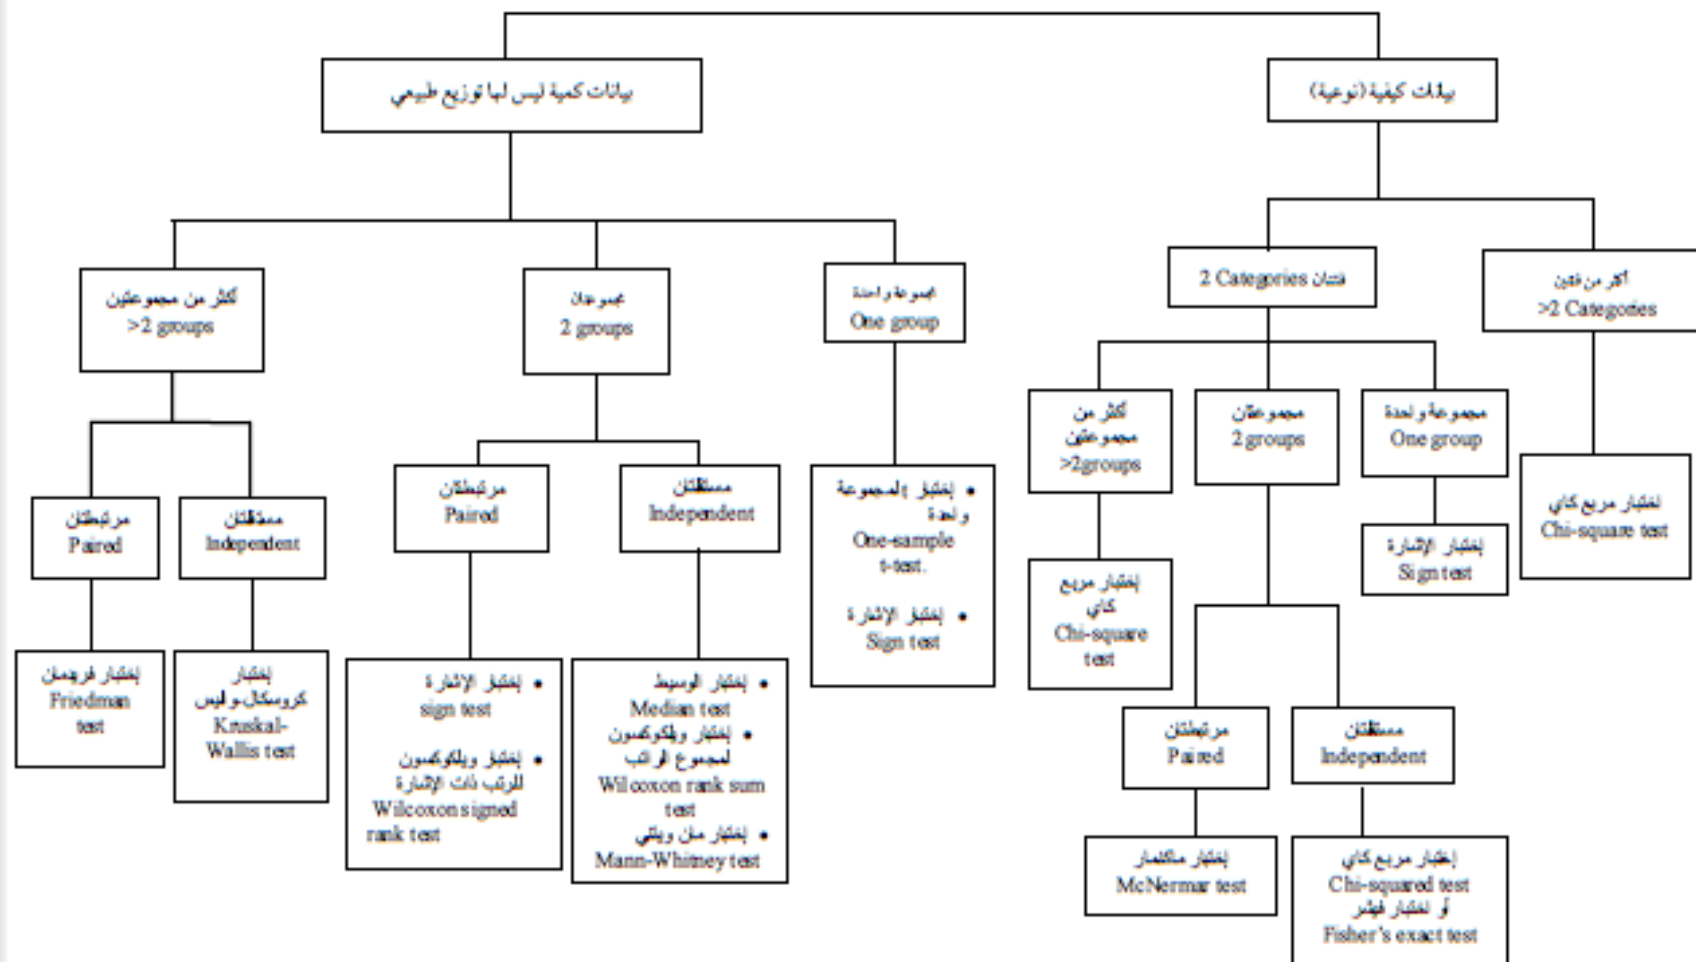 بيانات كمية ليس لها توزيع طبيعي
بيانات كيفية (نوعية)
أكثر من مجموعتين
>2 groups
مجموعتان
2 groups
مجموعة واحدة
One group
فئتان 2 Categories
أكثر من فئتين
>2 Categories
أكثر من
مجموعتين
>2groups
مجموعتان
2 groups
مجموعة واحدة
One group
مرتبطتان
Paired
مستقلتان
Independent
مرتبطتان
Paired
مستقلتان
Independent
إختبار t لمجموعة
واحدة
One-sample
t-test.
إختبار الإشارة
Sign test
إختبار مربع
كاي
Chi-square
test
إختبار الإشارة
Sign test
اختبار مربع كاي
Chi-square test
إختبار فريدمان
Friedman
test
إختبار
كروسكال-واليس
Kruskal-
Wallis test
إختبار الإشارة
sign test
إختبار ويلكوكسون
للرتب ذات الإشارة
Wilcoxon signed
rank test
إختبار الوسيط
Median test
إختبار ويلكوكسون
لمجموع الراتب
Wilcoxon rank sum
test
إختبار مان ويتني
Mann-Whitney test
مرتبطتان
Paired
مستقلتان
Independent
إختبار ماكنمار
McNermar test
إختبار مربع كاي
Chi-squared test
أو اختبار فيشر
Fisher's exact test